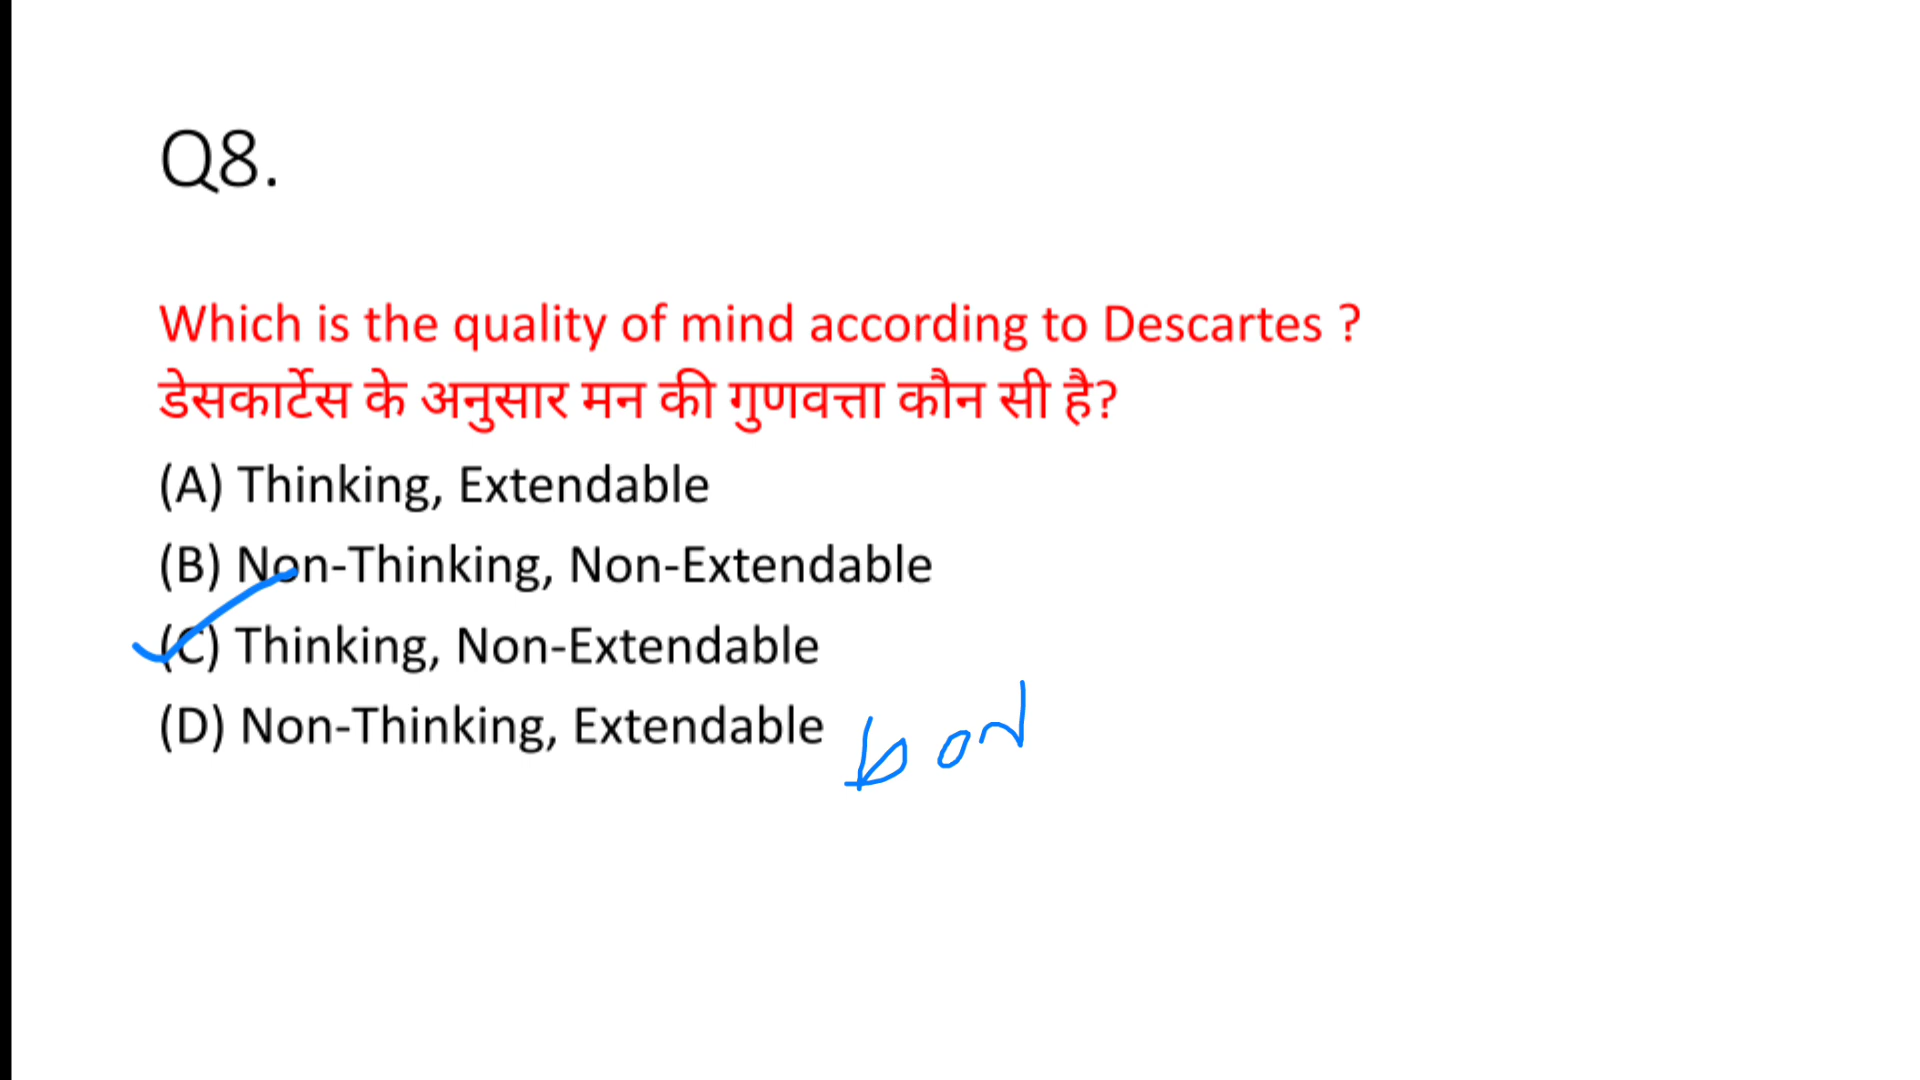 Q8.
Which is the quality of mind according to Descartes ?
डेसकार्टेस के अनुसार मन की गुणवत्ता कौन सी है?
(A) Thinking, Extendable
(B) Non-Thinking, Non-Extendable
(C) Thinking, Non-Extendable
(D) Non-Thinking, Extendable